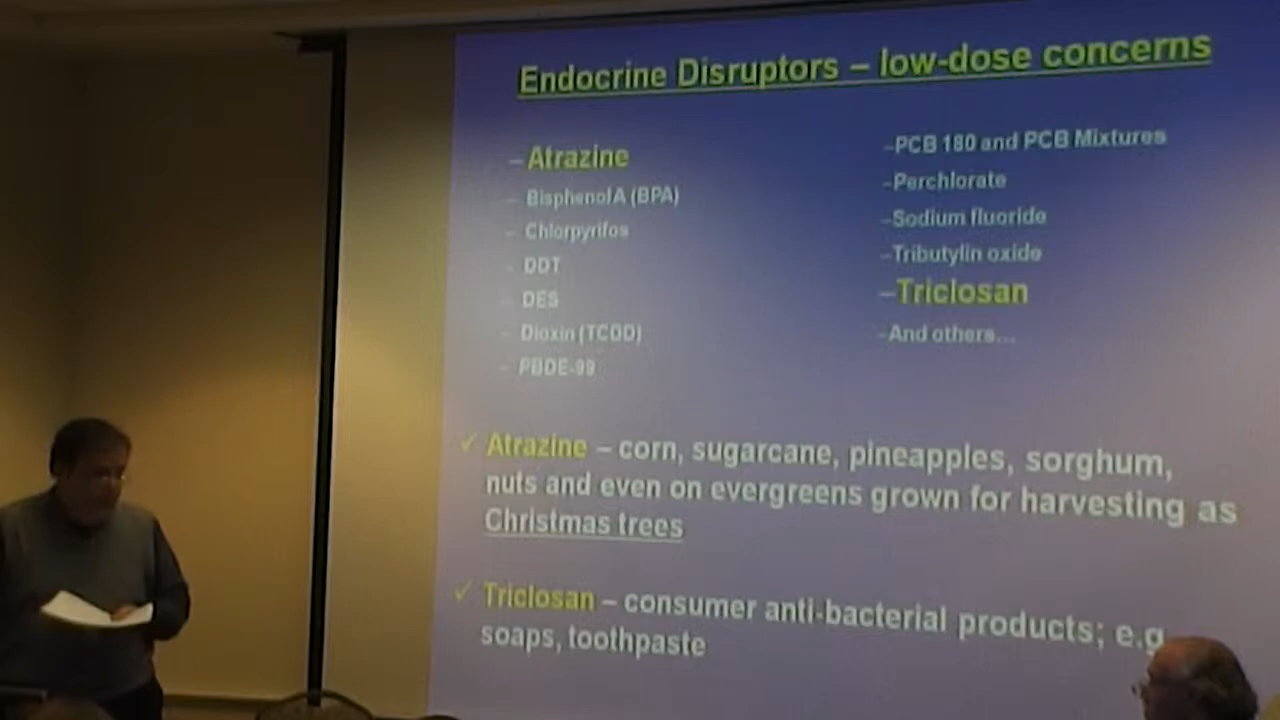 Endocrine Disruptors – low-dose concerns
– Atrazine
– Bisphenol A (BPA)
– Chlorpyrifos
– DDT
– DES
– Dioxin (TCDD)
– PBDE-99
–PCB 180 and PCB Mixtures
–Perchlorate
–Sodium fluoride
–Tributylin oxide
–Triclosan
–And others...
✓ Atrazine – corn, sugarcane, pineapples, sorghum,
nuts and even on evergreens grown for harvesting as
Christmas trees
✓ Triclosan – consumer anti-bacterial products; e.g
soaps, toothpaste